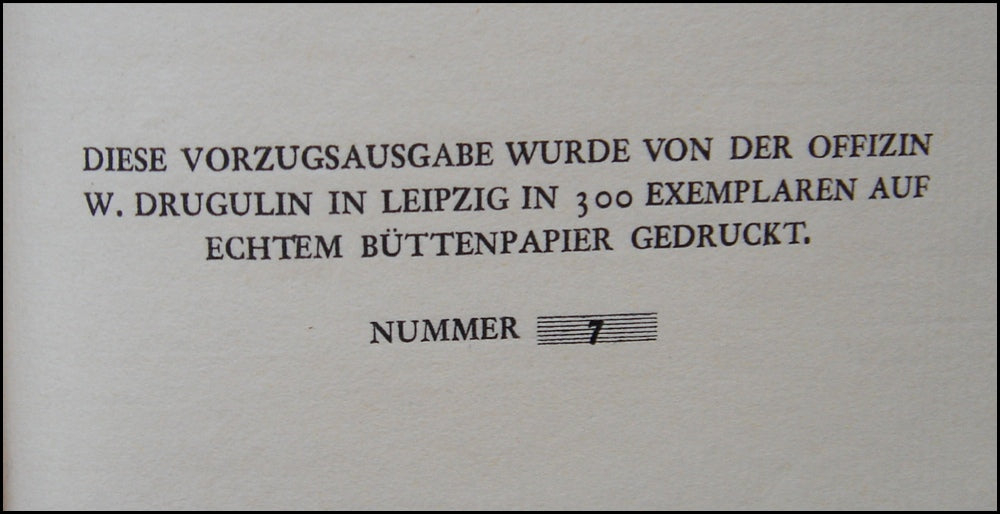 DIESE VORZUGSAUSGABE WURDE VON DER OFFIZIN
W. DRUGULIN IN LEIPZIG IN 300 EXEMPLAREN AUF
ECHTEM BÜTTENPAPIER GEDRUCKT.
NUMMER 7